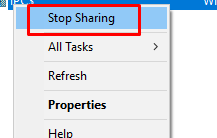 Stop Sharing
All Tasks
Refresh
Properties
Help